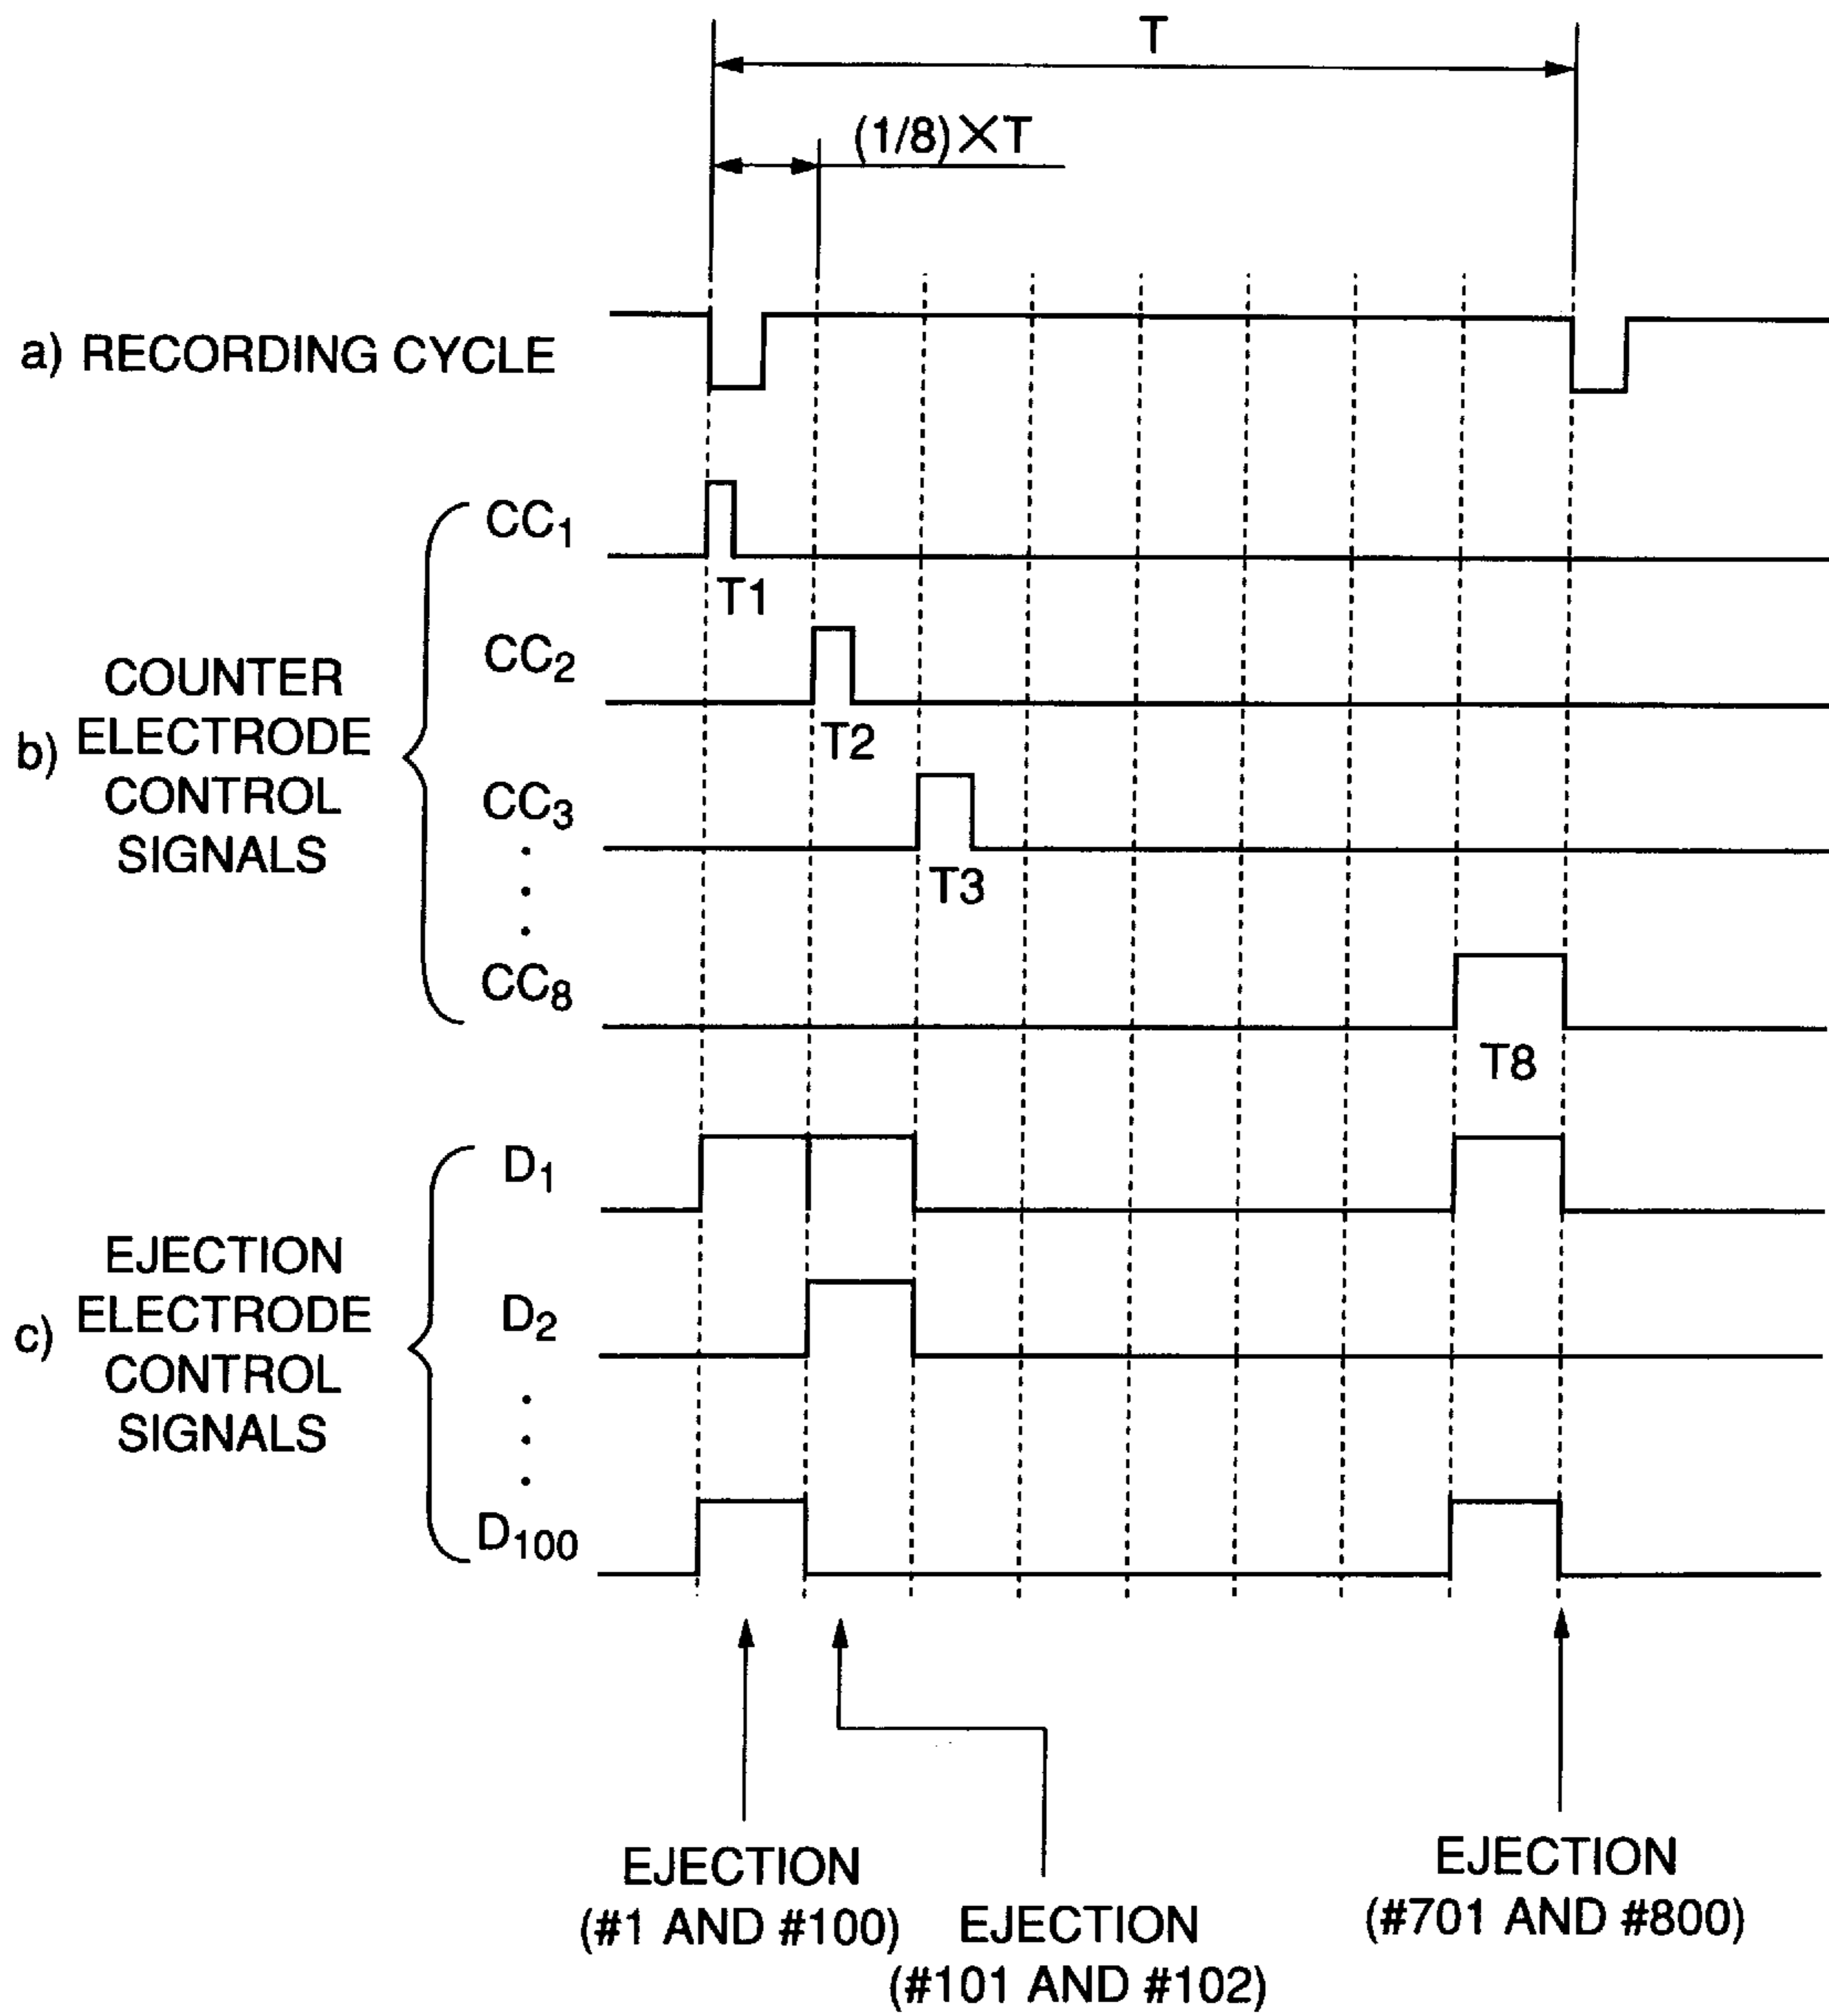 T
(1/8)×T
a) RECORDING CYCLE
CC1
T1
CC2
T2
CC3
T3
CC8
T8
b) COUNTER
ELECTRODE
CONTROL
SIGNALS
D1
D2
D100
c) EJECTION
ELECTRODE
CONTROL
SIGNALS
EJECTION
(#1 AND #100)
EJECTION
(#101 AND #102)
EJECTION
(#701 AND #800)